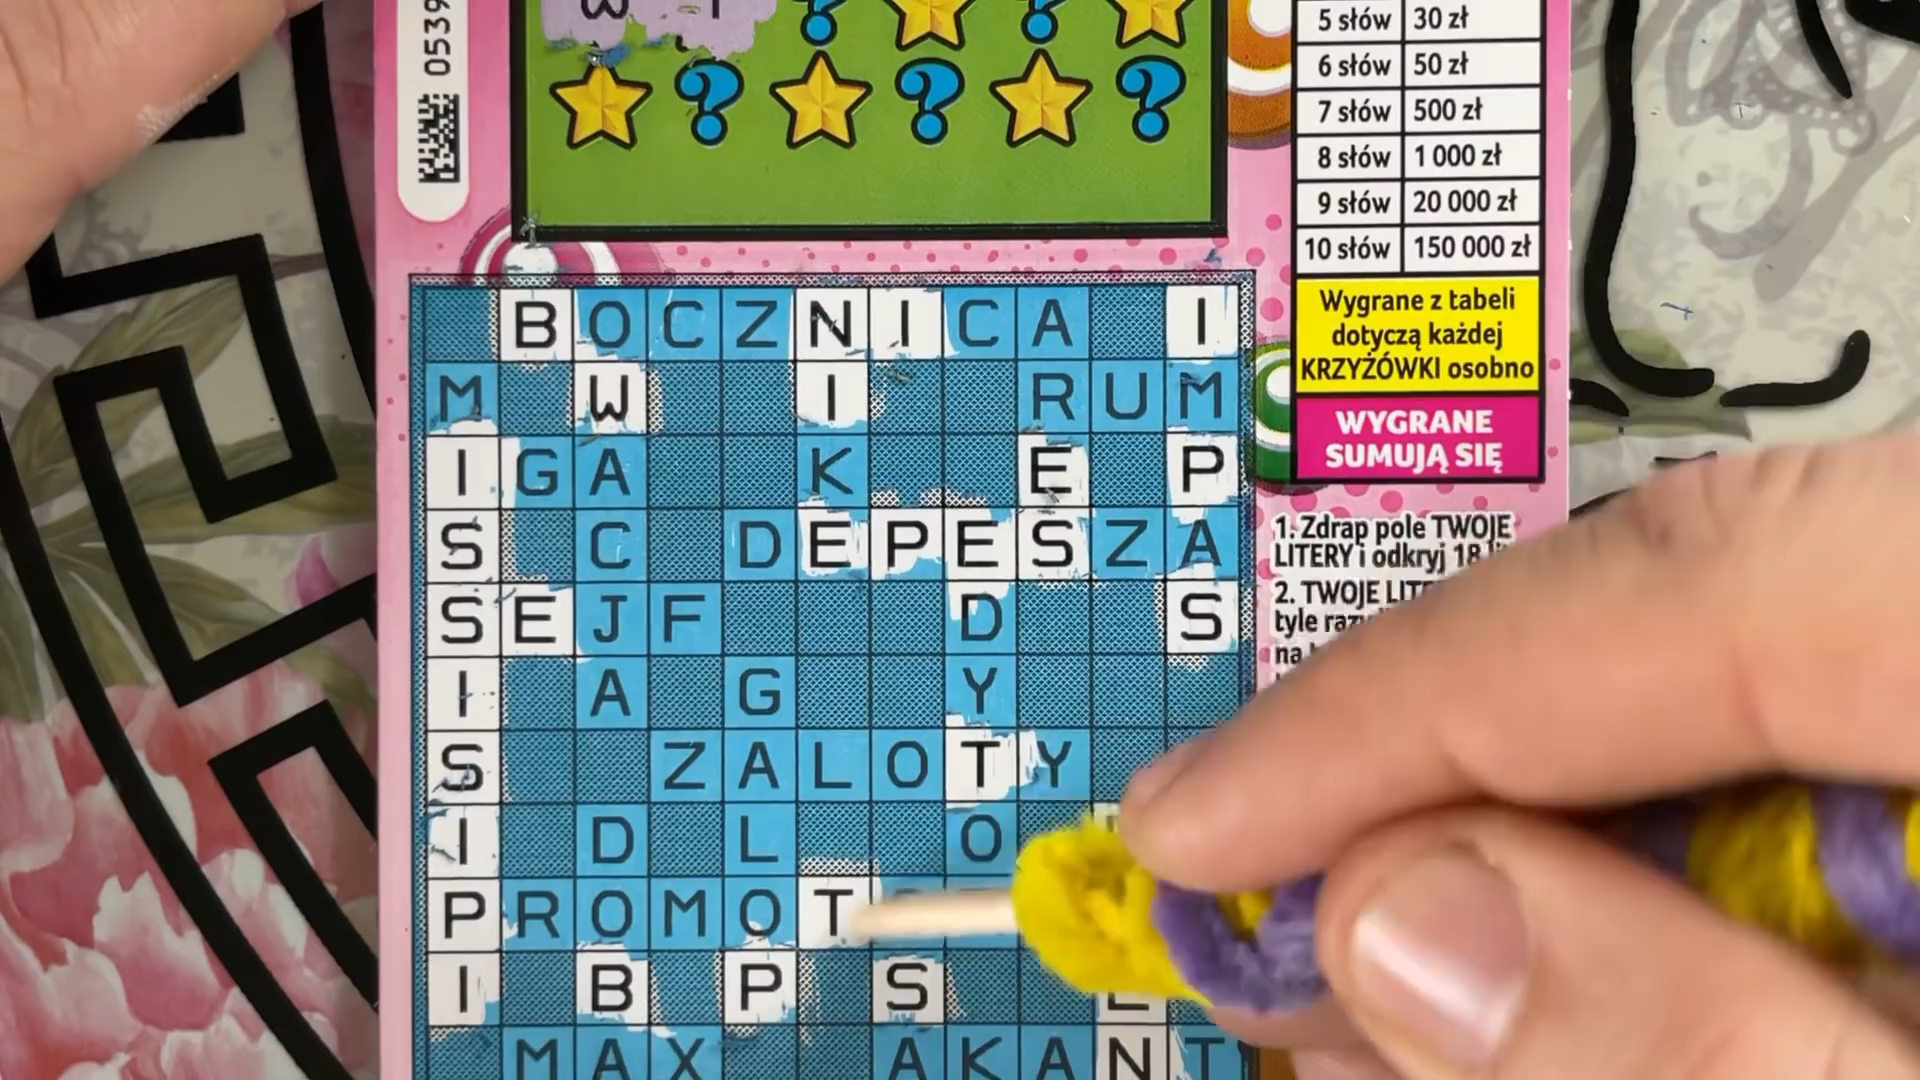 0539
W I
5 słów 30 zł
6 słów 50 zł
7 słów 500 zł
8 słów 1 000 zł
9 słów 20 000 zł
10 słów 150 000 zł
Wygrane z tabeli
dotyczą każdej
KRZYŻÓWKI osobno
WYGRANE
SUMUJĄ SIĘ
1. Zdrap pole TWOJE
LITERY i odkryj 18
2. TWOJE
tyle
na
B O C Z N I C A I
M W I R U M
I G A K E P
S C D E P E S Z A
S E J F D S
I A G Y
S Z A L O T Y
I D L O
P R O M O T
I B P S
M A X A K A N T